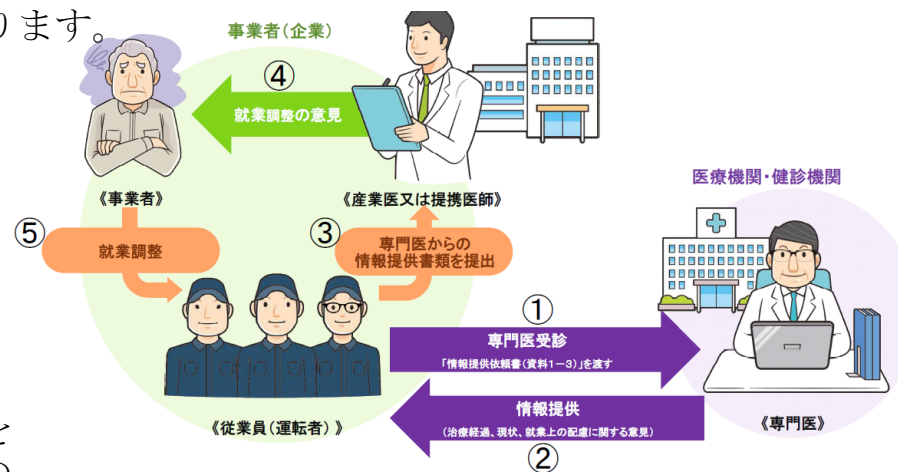 ります。
事業者(企業)
④
就業調整の意見
《事業者》
《産業医又は提携医師》
医療機関・健診機関
⑤
就業調整
③
専門医からの
情報提供書類を提出
①
専門医受診
「情報提供依頼書(資料1-3)」を渡す
情報提供
(治療経過、現状、就業上の配慮に関する意見)
②
《従業員(運転者) 》
《専門医》
と